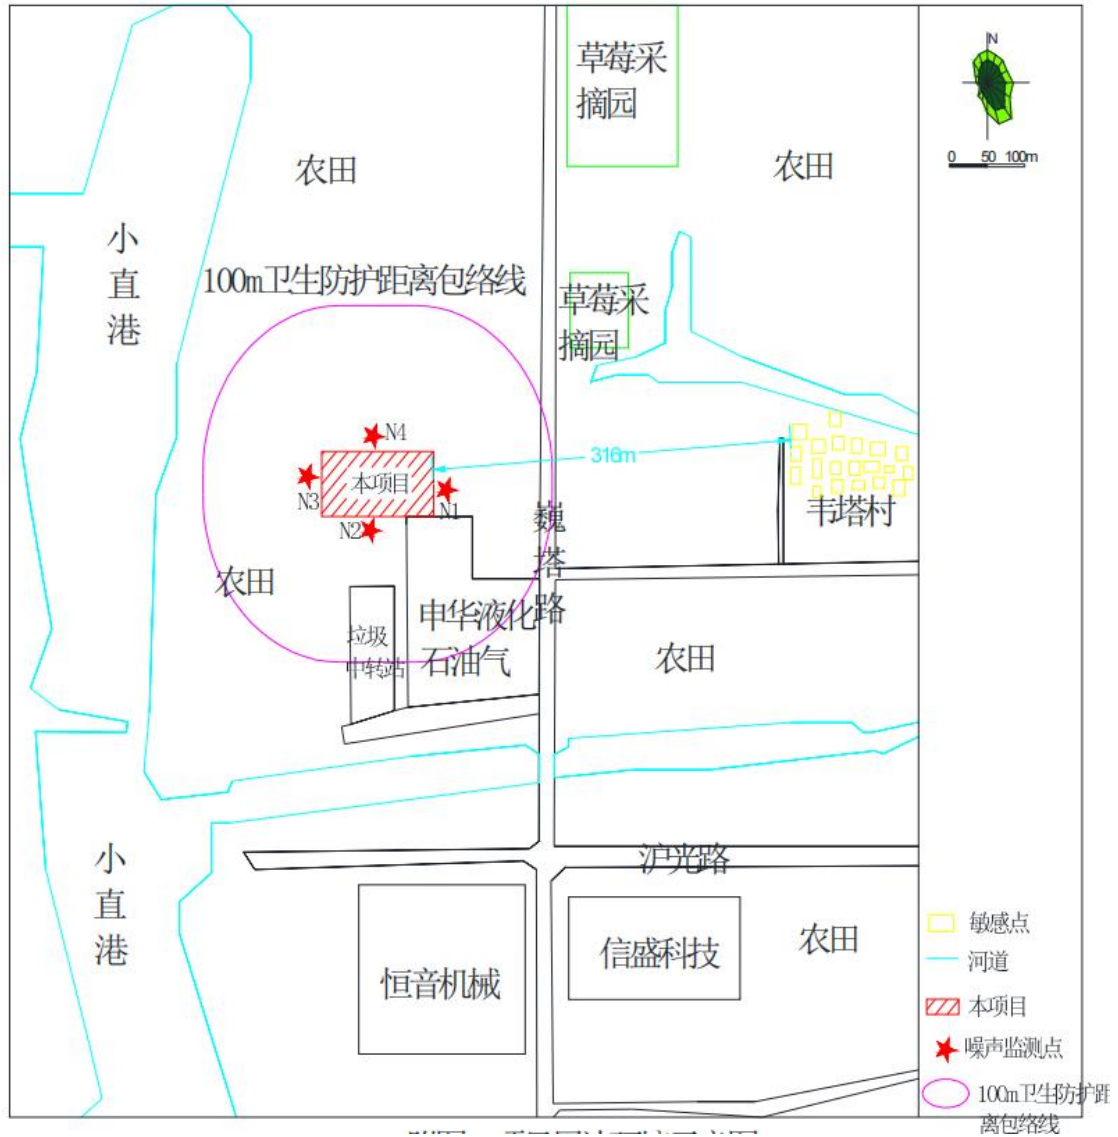 草莓采
摘园
N
0 50 100m
农田
农田
小
直
港
100m卫生防护距离包络线
草莓采
摘园
N4
316m
本项目
N3
N1
N2
韦塔村
巍
塔
路
农田
申华液化
石油气
垃圾
中转站
农田
小
直
港
沪光路
恒音机械
信盛科技
农田
敏感点
河道
本项目
噪声监测点
100m卫生防护距
离包络线